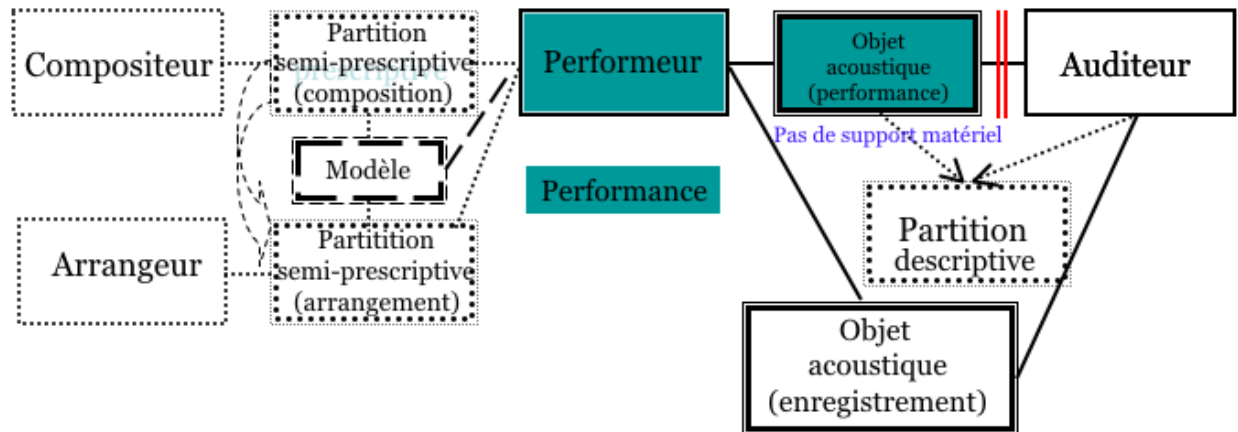 Compositeur
Partition
semi-prescriptive
prescriptive
(composition)
Performeur
Objet
acoustique
(performance)
Auditeur
Pas de support matériel
Modèle
Performance
Arrangeur
Partitition
semi-prescriptive
(arrangement)
Partition
descriptive
Objet
acoustique
(enregistrement)